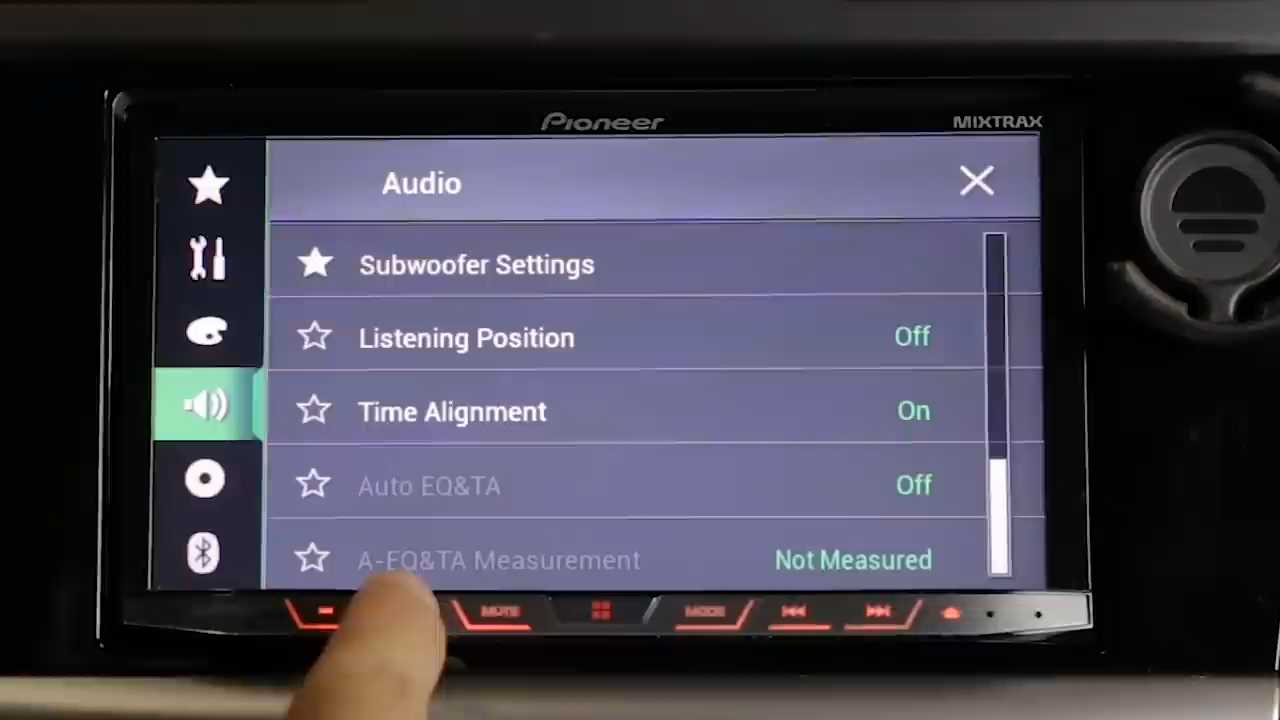 Pioneer
MIXTRAX
Audio
Subwoofer Settings
Listening Position Off
Time Alignment On
Auto EQ&TA Off
A-EQ&TA Measurement Not Measured
MUTE
MODE